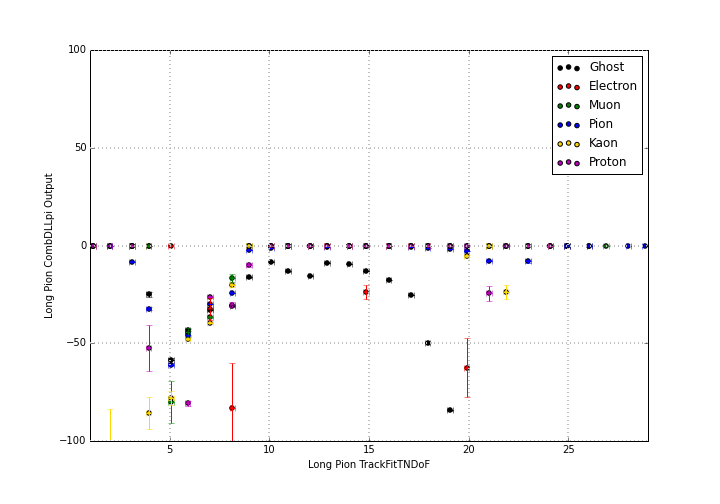 100
50
0
−50
−100
5
10
15
20
25
Long Pion CombDLLpi Output
Long Pion TrackFitTNDoF
Ghost
Electron
Muon
Pion
Kaon
Proton